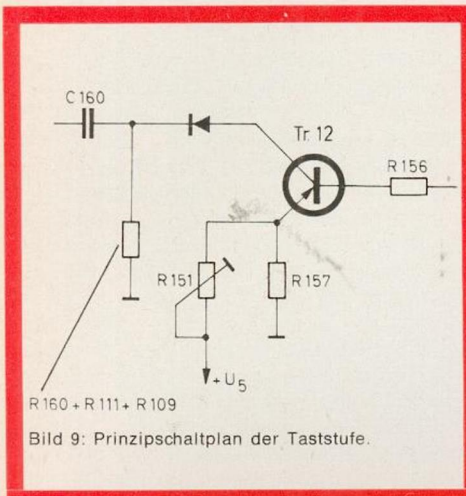 C 160
Tr. 12
R 156
R 151
R 157
+U5
R 160 + R 111 + R 109
Bild 9: Prinzipschaltplan der Taststufe.